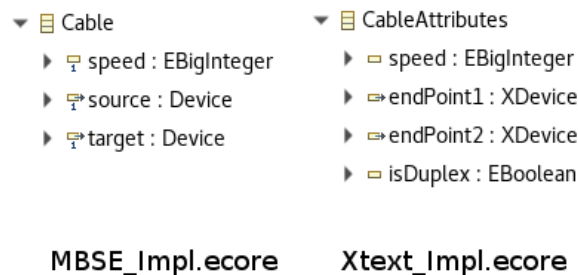 Cable
speed : EBigInteger
source : Device
target : Device
MBSE_Impl.ecore
CableAttributes
speed : EBigInteger
endPoint1 : XDevice
endPoint2 : XDevice
isDuplex : EBoolean
Xtext_Impl.ecore